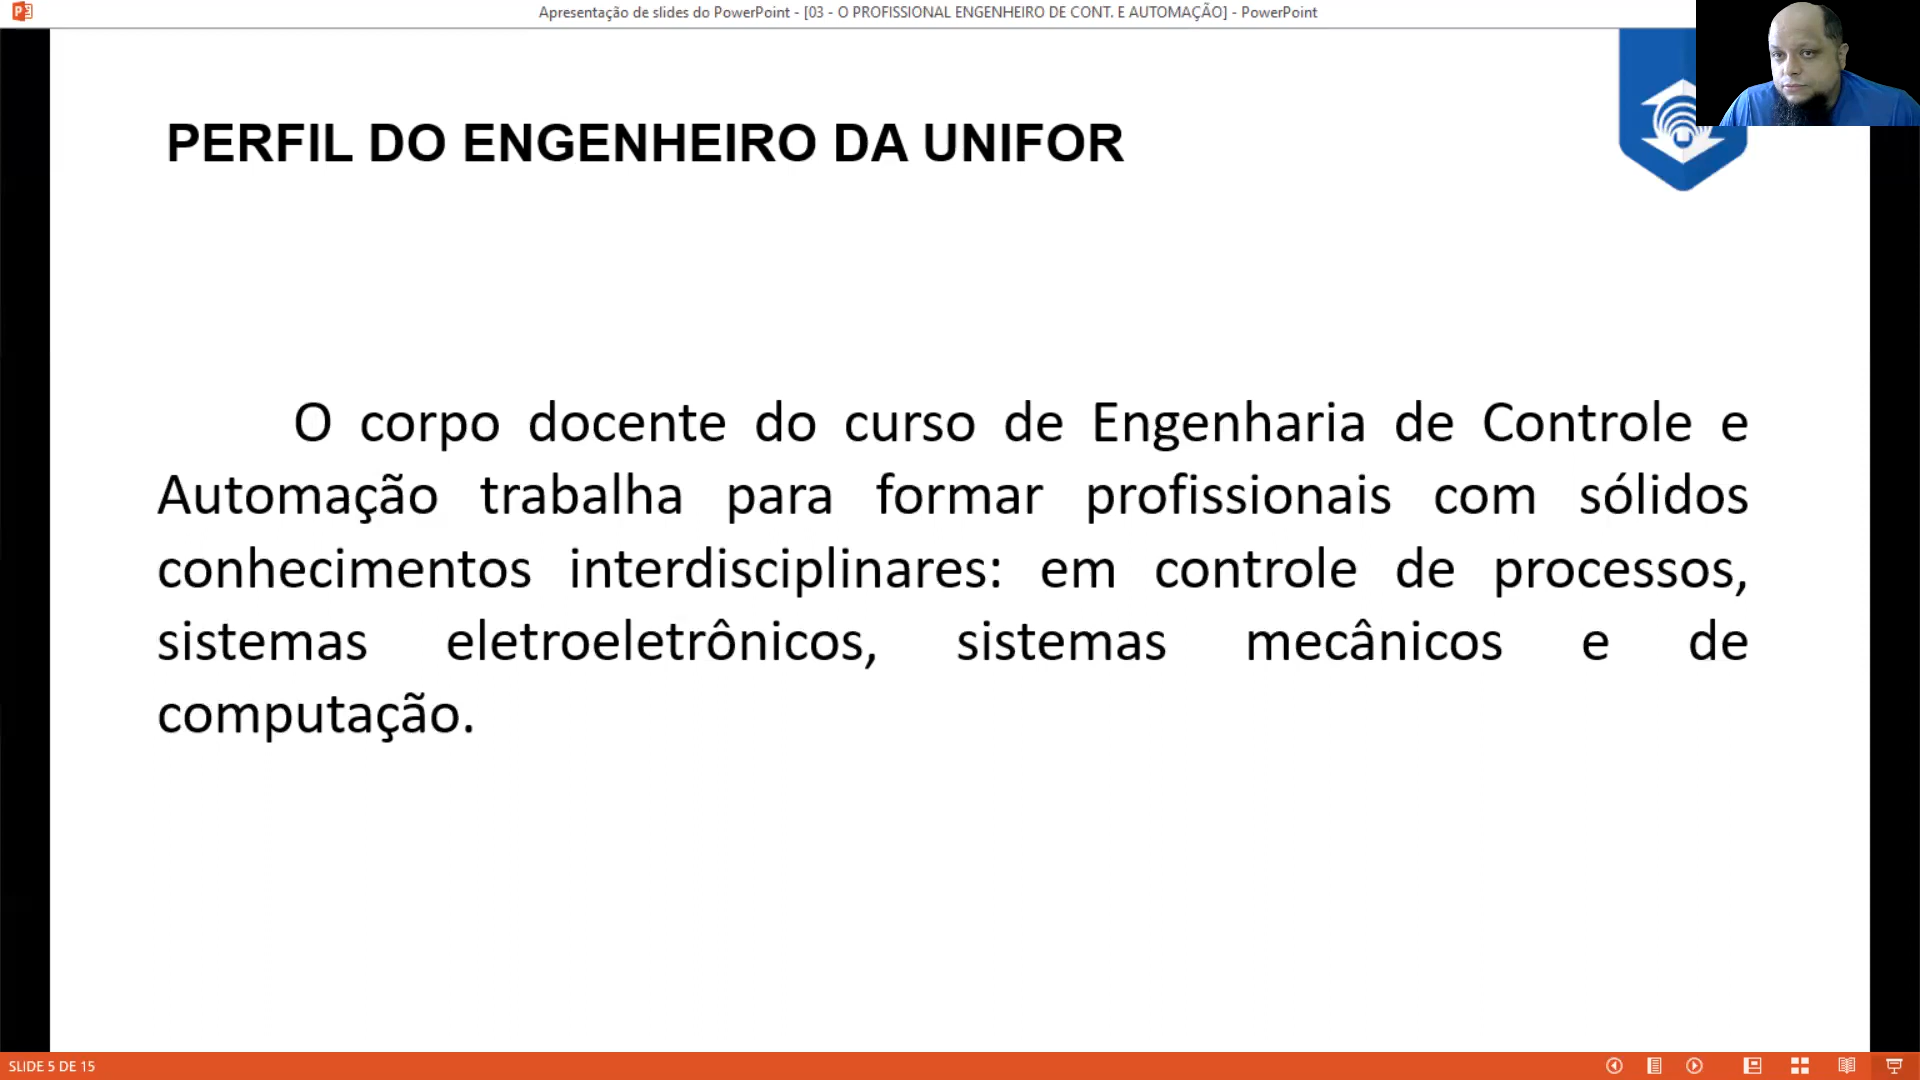 Apresentação de slides do PowerPoint - [03 - O PROFISSIONAL ENGENHEIRO DE CONT. E AUTOMAÇÃO] - PowerPoint
PERFIL DO ENGENHEIRO DA UNIFOR
O corpo docente do curso de Engenharia de Controle e
Automação trabalha para formar profissionais com sólidos
conhecimentos interdisciplinares: em controle de processos,
sistemas eletroeletrônicos, sistemas mecânicos e de
computação.
SLIDE 5 DE 15